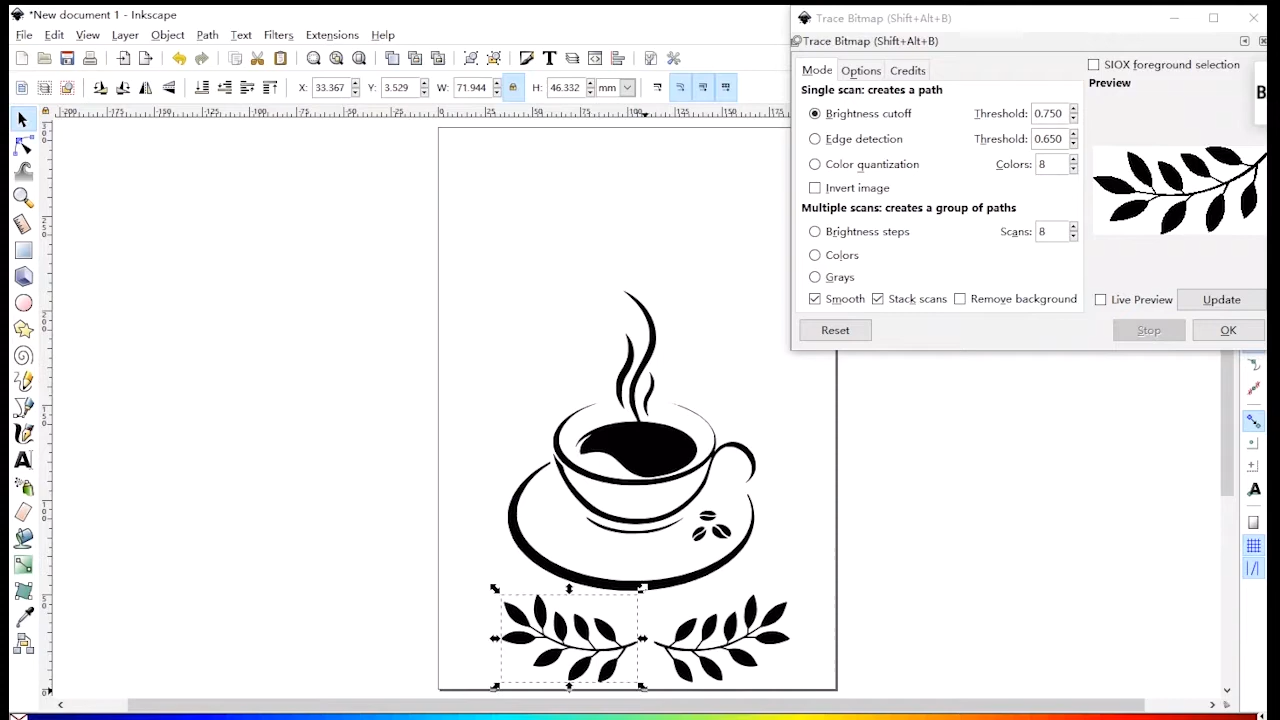 *New document 1 - Inkscape
File Edit View Layer Object Path Text Filters Extensions Help
X: 33.367 Y: 3.529 W: 71.944 H: 46.332 mm
Trace Bitmap (Shift+Alt+B)
Trace Bitmap (Shift+Alt+B)
Mode Options Credits
SIOX foreground selection
Single scan: creates a path
Preview
Brightness cutoff Threshold: 0.750
Edge detection Threshold: 0.650
Color quantization Colors: 8
Invert image
Multiple scans: creates a group of paths
Brightness steps Scans: 8
Colors
Grays
Smooth Stack scans Remove background
Live Preview Update
Reset Stop OK